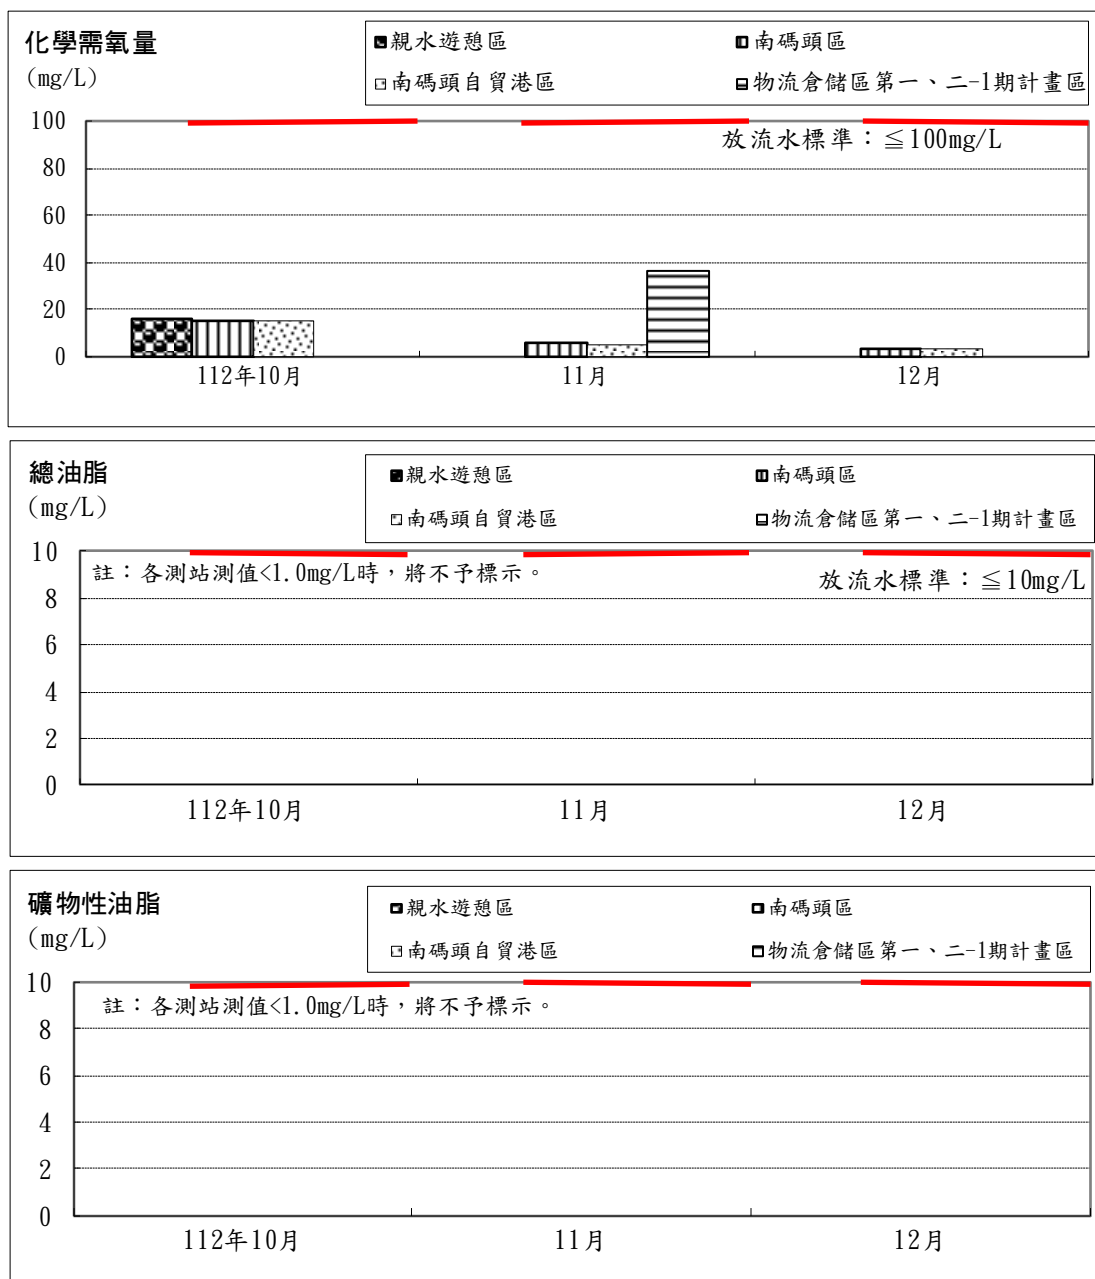 化學需氧量
(mg/L)
■親水遊憩區 南碼頭區
南碼頭自貿港區 物流倉儲區第一、二-1期計畫區
100
放流水標準：≦100mg/L
80
60
40
20
0
112年10月 11月 12月
總油脂
(mg/L)
■親水遊憩區 南碼頭區
南碼頭自貿港區 物流倉儲區第一、二-1期計畫區
10
註：各測站測值<1.0mg/L時，將不予標示。 放流水標準：≦10mg/L
8
6
4
2
0
112年10月 11月 12月
礦物性油脂
(mg/L)
親水遊憩區 南碼頭區
南碼頭自貿港區 物流倉儲區第一、二-1期計畫區
10
註：各測站測值<1.0mg/L時，將不予標示。
8
6
4
2
0
112年10月 11月 12月